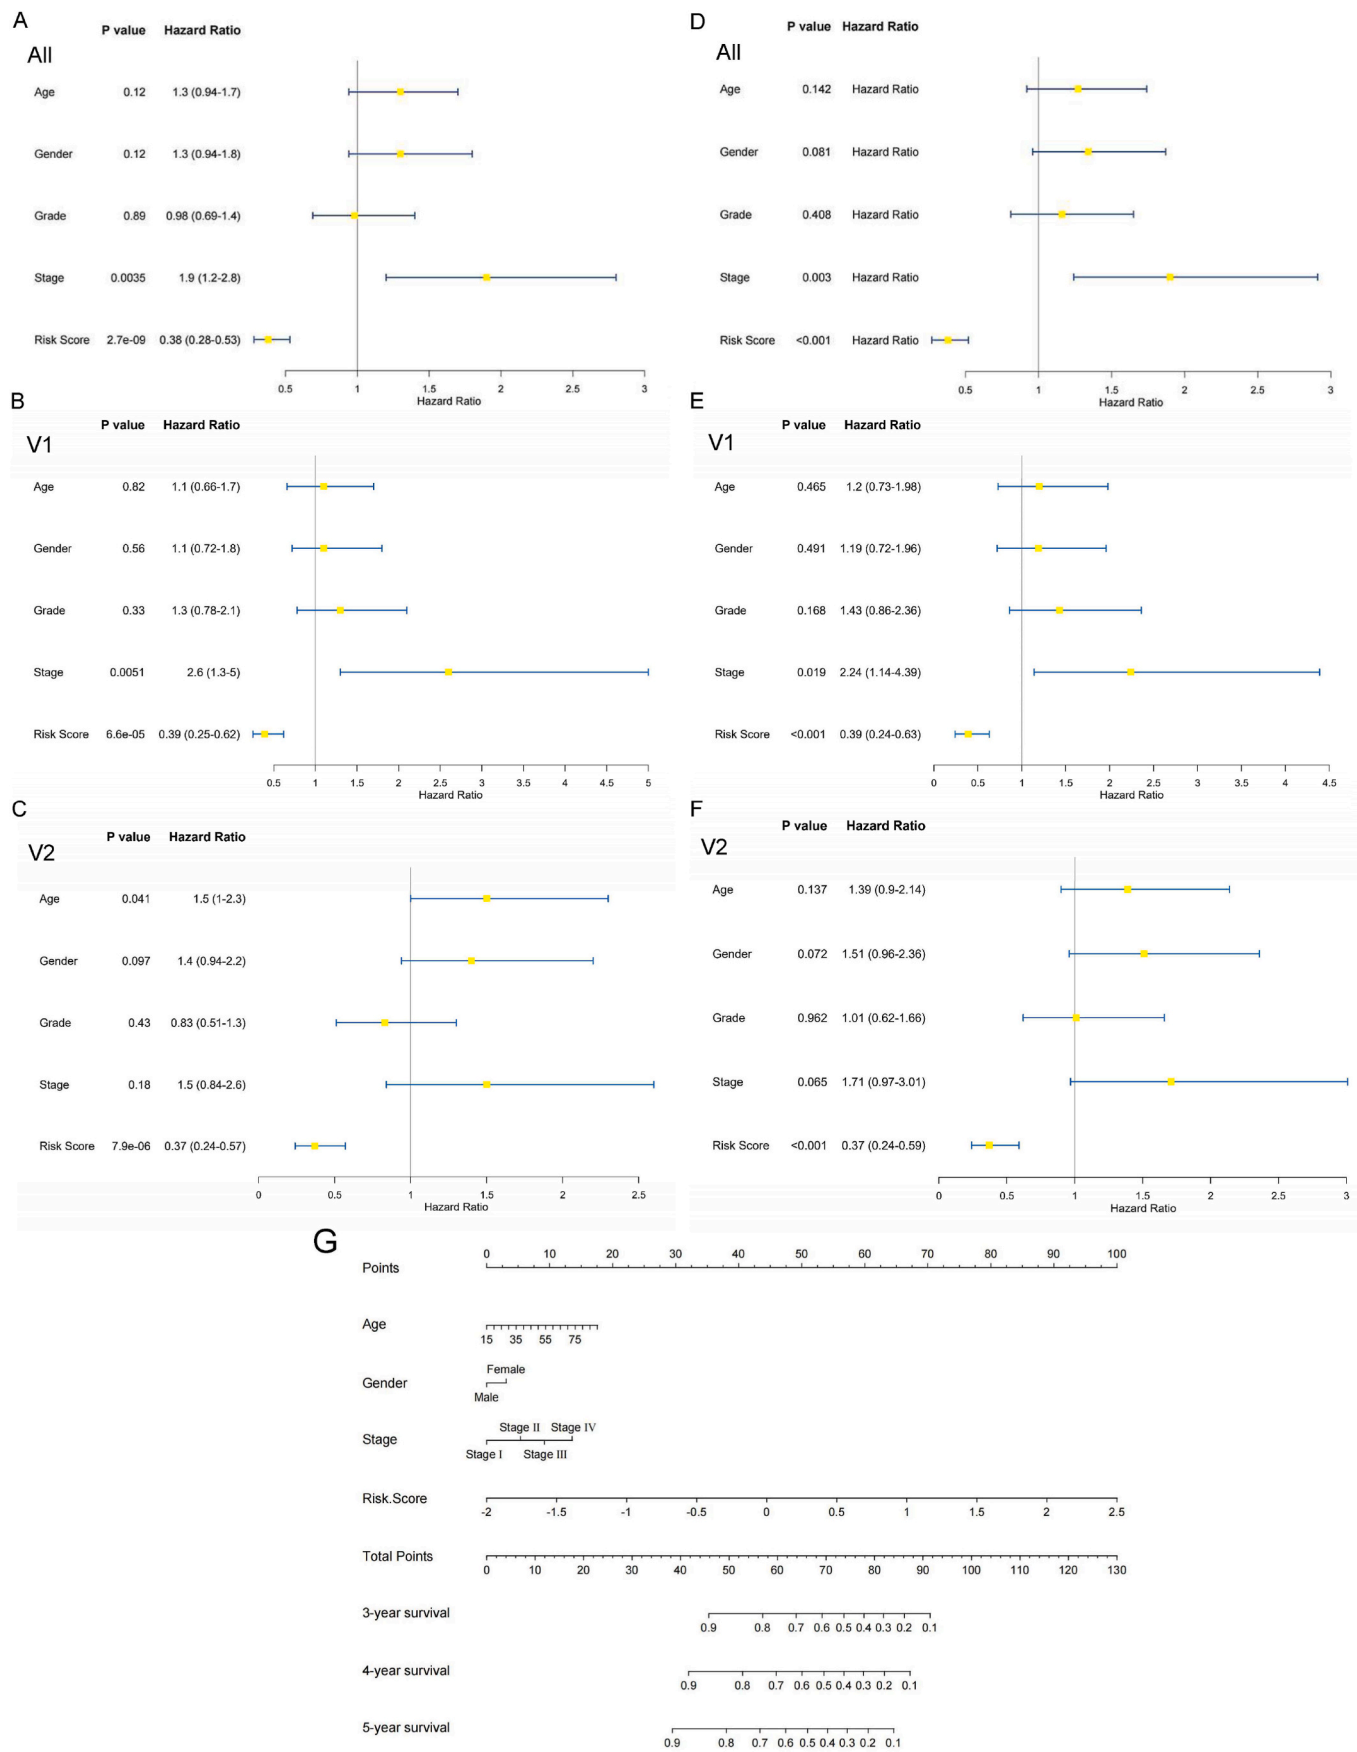 A
P value Hazard Ratio
All
Age 0.12 1.3 (0.94-1.7)
Gender 0.12 1.3 (0.94-1.8)
Grade 0.89 0.98 (0.69-1.4)
Stage 0.0035 1.9 (1.2-2.8)
Risk Score 2.7e-09 0.38 (0.28-0.53)
0.5 1 1.5 2 2.5 3
Hazard Ratio
D
P value Hazard Ratio
All
Age 0.142 Hazard Ratio
Gender 0.081 Hazard Ratio
Grade 0.408 Hazard Ratio
Stage 0.003 Hazard Ratio
Risk Score <0.001 Hazard Ratio
0.5 1 1.5 2 2.5 3
Hazard Ratio
B
P value Hazard Ratio
V1
Age 0.82 1.1 (0.66-1.7)
Gender 0.56 1.1 (0.72-1.8)
Grade 0.33 1.3 (0.78-2.1)
Stage 0.0051 2.6 (1.3-5)
Risk Score 6.6e-05 0.39 (0.25-0.62)
0.5 1 1.5 2 2.5 3 3.5 4 4.5 5
Hazard Ratio
E
P value Hazard Ratio
V1
Age 0.465 1.2 (0.73-1.98)
Gender 0.491 1.19 (0.72-1.96)
Grade 0.168 1.43 (0.86-2.36)
Stage 0.019 2.24 (1.14-4.39)
Risk Score <0.001 0.39 (0.24-0.63)
0 0.5 1 1.5 2 2.5 3 3.5 4 4.5
Hazard Ratio
C
P value Hazard Ratio
V2
Age 0.041 1.5 (1-2.3)
Gender 0.097 1.4 (0.94-2.2)
Grade 0.43 0.83 (0.51-1.3)
Stage 0.18 1.5 (0.84-2.6)
Risk Score 7.9e-06 0.37 (0.24-0.57)
0 0.5 1 1.5 2 2.5
Hazard Ratio
F
P value Hazard Ratio
V2
Age 0.137 1.39 (0.9-2.14)
Gender 0.072 1.51 (0.96-2.36)
Grade 0.962 1.01 (0.62-1.66)
Stage 0.065 1.71 (0.97-3.01)
Risk Score <0.001 0.37 (0.24-0.59)
0 0.5 1 1.5 2 2.5 3
Hazard Ratio
G
0 10 20 30 40 50 60 70 80 90 100
Points
Age
15 35 55 75
Female
Gender
Male
Stage II Stage IV
Stage
Stage I Stage III
Risk.Score
-2 -1.5 -1 -0.5 0 0.5 1 1.5 2 2.5
Total Points
0 10 20 30 40 50 60 70 80 90 100 110 120 130
3-year survival
0.9 0.8 0.7 0.6 0.5 0.4 0.3 0.2 0.1
4-year survival
0.9 0.8 0.7 0.6 0.5 0.4 0.3 0.2 0.1
5-year survival
0.9 0.8 0.7 0.6 0.5 0.4 0.3 0.2 0.1